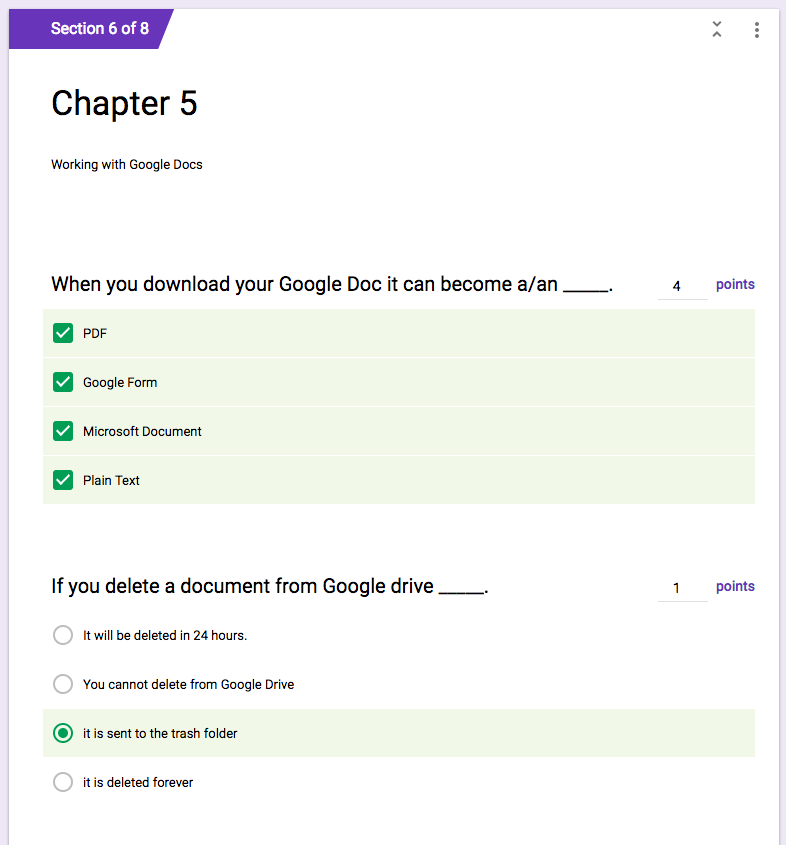 Section 6 of 8
Chapter 5
Working with Google Docs
When you download your Google Doc it can become a/an _____.
4 points
PDF
Google Form
Microsoft Document
Plain Text
If you delete a document from Google drive _____.
1 points
It will be deleted in 24 hours.
You cannot delete from Google Drive
it is sent to the trash folder
it is deleted forever